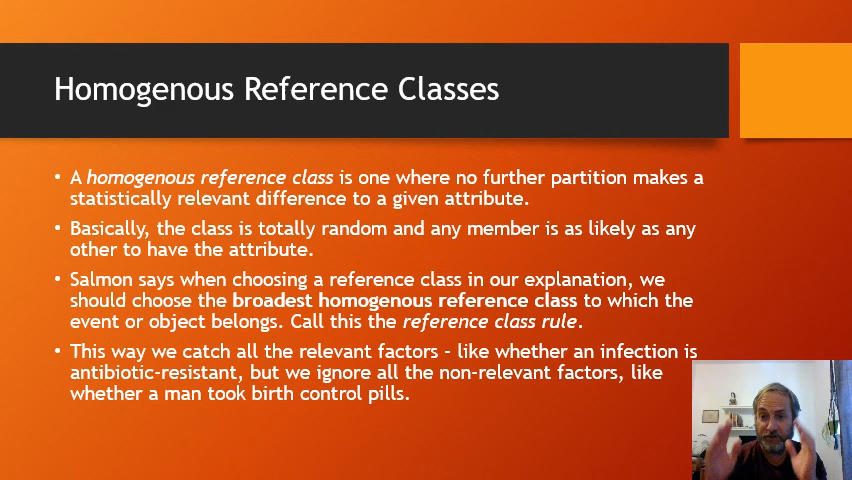 Homogenous Reference Classes
• A homogenous reference class is one where no further partition makes a
statistically relevant difference to a given attribute.
• Basically, the class is totally random and any member is as likely as any
other to have the attribute.
• Salmon says when choosing a reference class in our explanation, we
should choose the broadest homogenous reference class to which the
event or object belongs. Call this the reference class rule.
• This way we catch all the relevant factors – like whether an infection is
antibiotic-resistant, but we ignore all the non-relevant factors, like
whether a man took birth control pills.